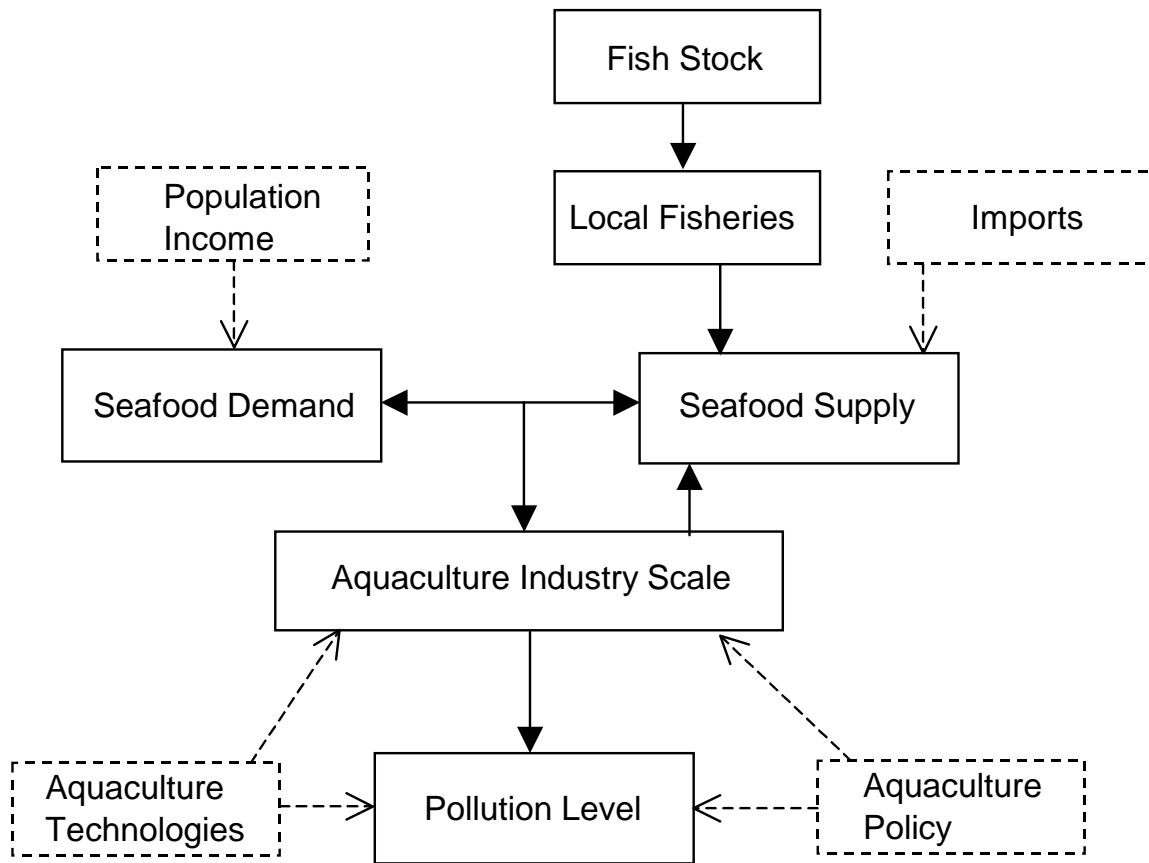 Fish Stock
Population
Income
Local Fisheries
Imports
Seafood Demand
Seafood Supply
Aquaculture Industry Scale
Aquaculture
Technologies
Pollution Level
Aquaculture
Policy